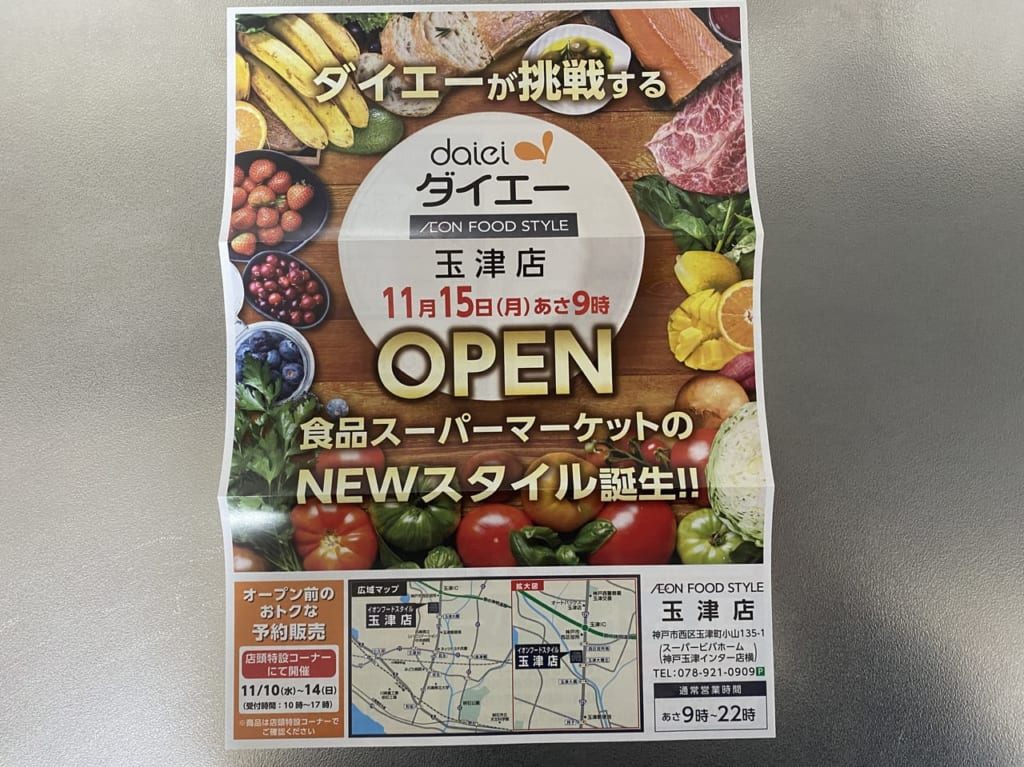 ダイエーが挑戦する
daiei
ダイエー
ÆON FOOD STYLE
玉津店
11月15日(月)あさ9時
OPEN
食品スーパーマーケットの
NEWスタイル誕生!!
オープン前の
おトクな
予約販売
店頭特設コーナー
にて開催
11/10(水)~14(日)
(受付時間:10時~17時)
※商品は店頭特設コーナーで
ご確認ください
広域マップ
イオンフードスタイル
玉津店
拡大図
玉津IC
イオンフードスタイル
玉津店
ÆON FOOD STYLE
玉津店
神戸市西区玉津町小山135-1
(スーパービバホーム
神戸玉津インター店横)
TEL:078-921-0909 P
通常営業時間
あさ9時~22時